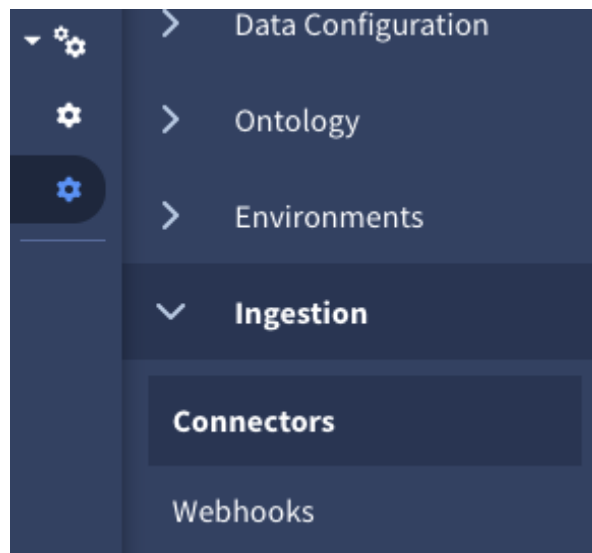 Data Configuration
Ontology
Environments
Ingestion
Connectors
Webhooks